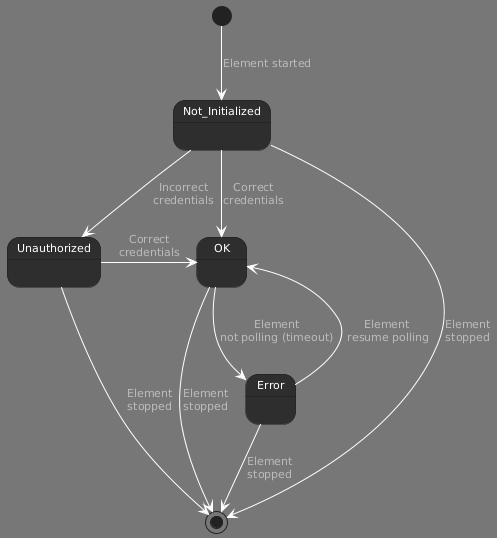 Element started
Not_Initialized
Incorrect
credentials
Correct
credentials
Unauthorized
Correct
credentials
OK
Element
not polling (timeout)
Element
resume polling
Element
stopped
Error
Element
stopped
Element
stopped
Element
stopped